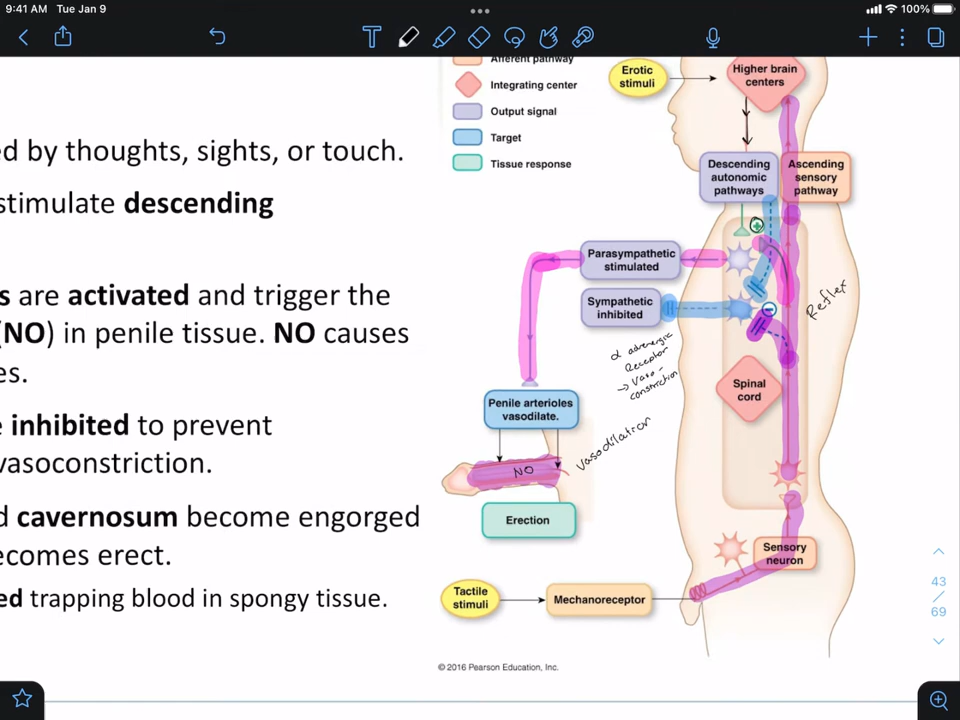 9:41 AM Tue Jan 9
100%
T
ed by thoughts, sights, or touch.
stimulate descending
s are activated and trigger the
(NO) in penile tissue. NO causes
es.
e inhibited to prevent
vasoconstriction.
d cavernosum become engorged
ecomes erect.
ed trapping blood in spongy tissue.
Afferent pathway
Integrating center
Output signal
Target
Tissue response
Erotic
stimuli
Higher brain
centers
Descending
autonomic
pathways
Ascending
sensory
pathway
Parasympathetic
stimulated
Sympathetic
inhibited
Reflex
α adrenergic
Receptor
→ Vaso-
constriction
Spinal
cord
Penile arterioles
vasodilate.
Vasodilation
NO
Erection
Sensory
neuron
Tactile
stimuli
Mechanoreceptor
© 2016 Pearson Education, Inc.
43
/
69